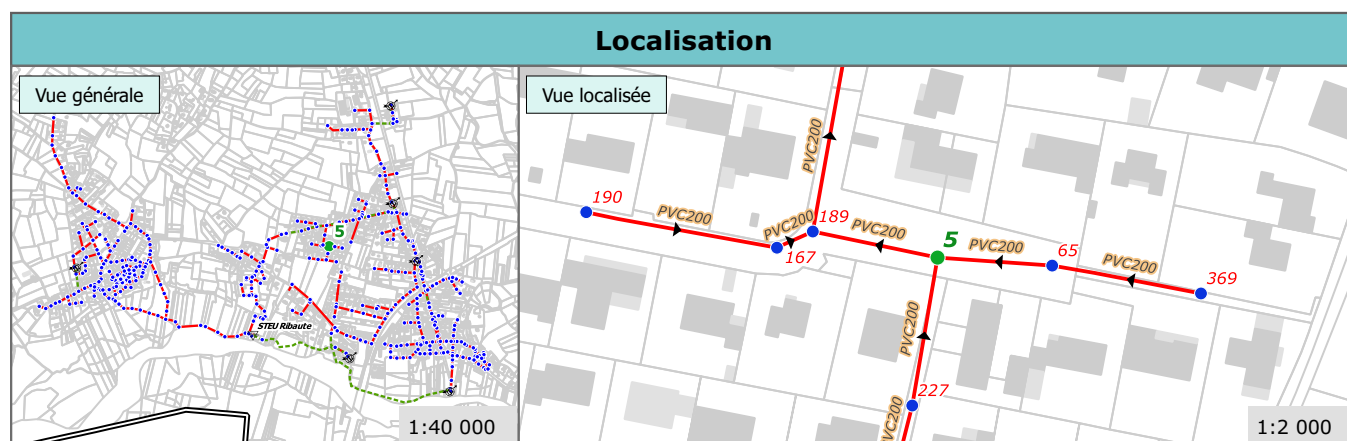 Localisation
Vue générale
5
STEU Ribaute
1:40 000
Vue localisée
PVC200
190
PVC200
PVC200
189
167
PVC200
5
PVC200
65
PVC200
369
PVC200
227
PVC200
1:2 000